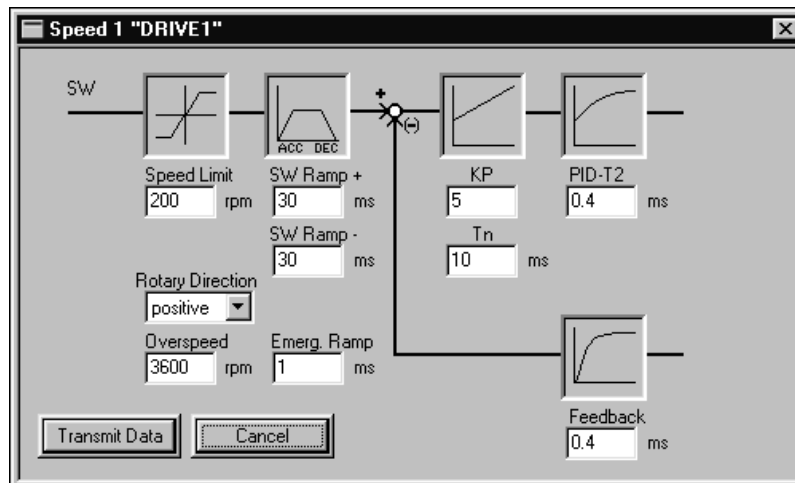 Speed 1 "DRIVE1"
SW
+
(-)
ACC DEC
Speed Limit
200 rpm
SW Ramp +
30 ms
KP
5
PID-T2
0.4 ms
SW Ramp -
30 ms
Tn
10 ms
Rotary Direction
positive
Overspeed
3600 rpm
Emerg. Ramp
1 ms
Transmit Data
Cancel
Feedback
0.4 ms